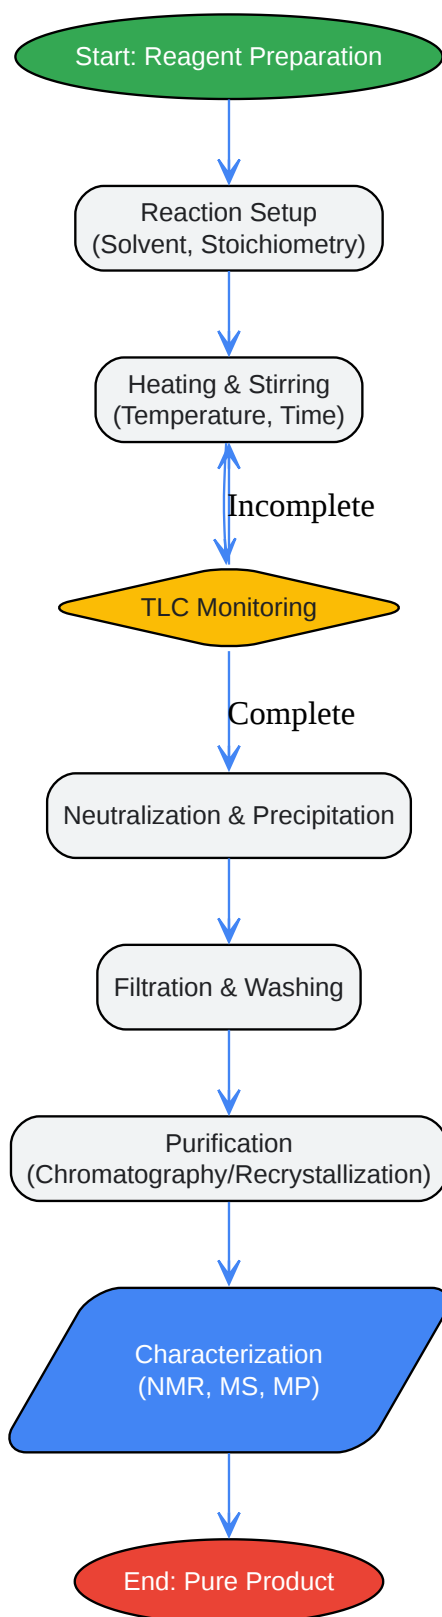 Start: Reagent Preparation
Reaction Setup
(Solvent, Stoichiometry)
Heating & Stirring
(Temperature, Time)
Incomplete
TLC Monitoring
Complete
Neutralization & Precipitation
Filtration & Washing
Purification
(Chromatography/Recrystallization)
Characterization
(NMR, MS, MP)
End: Pure Product